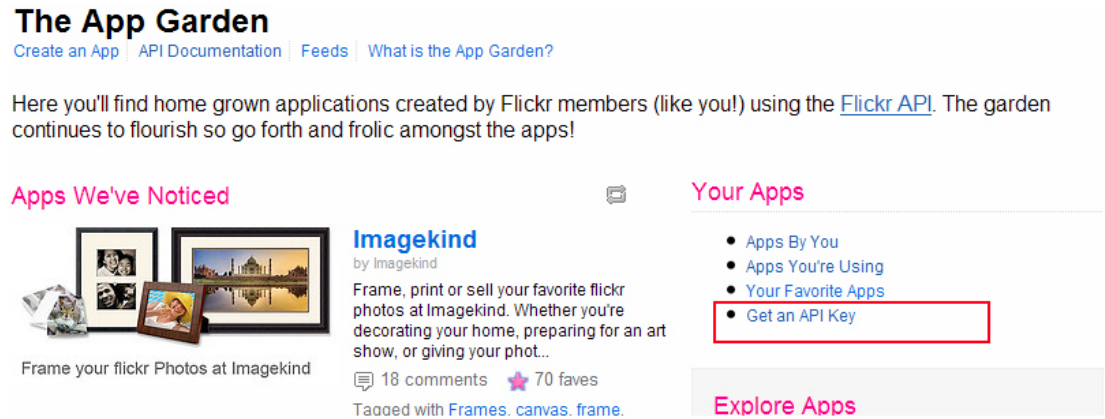 The App Garden
Create an App API Documentation Feeds What is the App Garden?
Here you'll find home grown applications created by Flickr members (like you!) using the Flickr API. The garden
continues to flourish so go forth and frolic amongst the apps!
Apps We've Noticed
Imagekind
by Imagekind
Frame, print or sell your favorite flickr
photos at Imagekind. Whether you're
decorating your home, preparing for an art
show, or giving your phot...
18 comments 70 faves
Tagged with Frames, canvas, frame,
Frame your flickr Photos at Imagekind
Your Apps
Apps By You
Apps You're Using
Your Favorite Apps
Get an API Key
Explore Apps